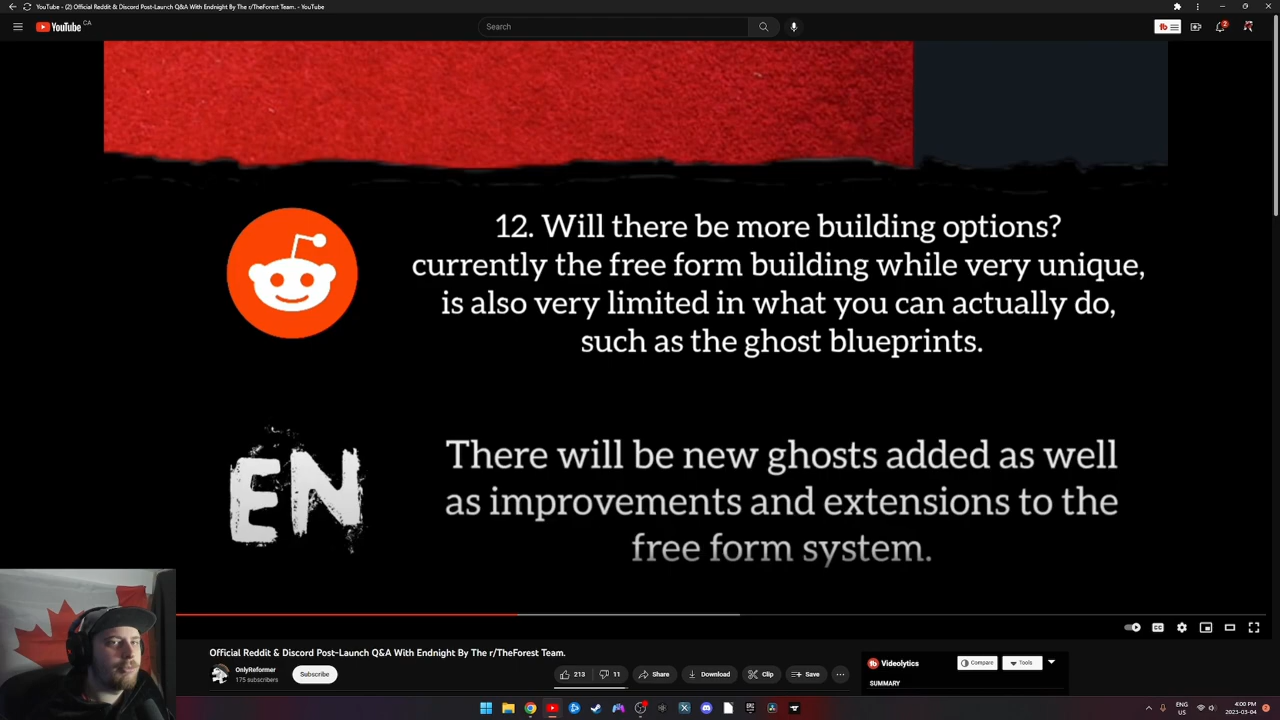 YouTube - (2) Official Reddit & Discord Post-Launch Q&A With Endnight By The r/TheForest Team. - YouTube
YouTube CA
Search
2
12. Will there be more building options?
currently the free form building while very unique,
is also very limited in what you can actually do,
such as the ghost blueprints.
EN
There will be new ghosts added as well
as improvements and extensions to the
free form system.
Official Reddit & Discord Post-Launch Q&A With Endnight By The r/TheForest Team.
OnlyReformer
175 subscribers
Subscribe
213
11
Share
Download
Clip
Save
Videolytics
Compare
Tools
SUMMARY
ENG
US
4:00 PM
2023-03-04